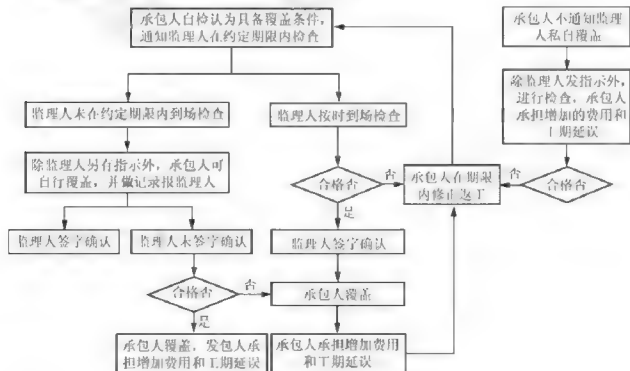 承包人自检认为具备覆盖条件，
通知监理人在约定期限内检查
承包人不通知监理
人私自覆盖
除监理人发指示外，
进行检查，承包人
承担增加的费用和
工期延误
监理人未在约定期限内到场检查
监理人按时到场检查
除监理人另有指示外，承包人可
自行覆盖，并做记录报监理人
合格否
否
承包人在期限
内修正返工
否
合格否
是
监理人签字确认
监理人未签字确认
监理人签字确认
合格否
否
承包人覆盖
是
承包人覆盖，发包人承
担增加费用和工期延误
承包人承担增加费用
和工期延误